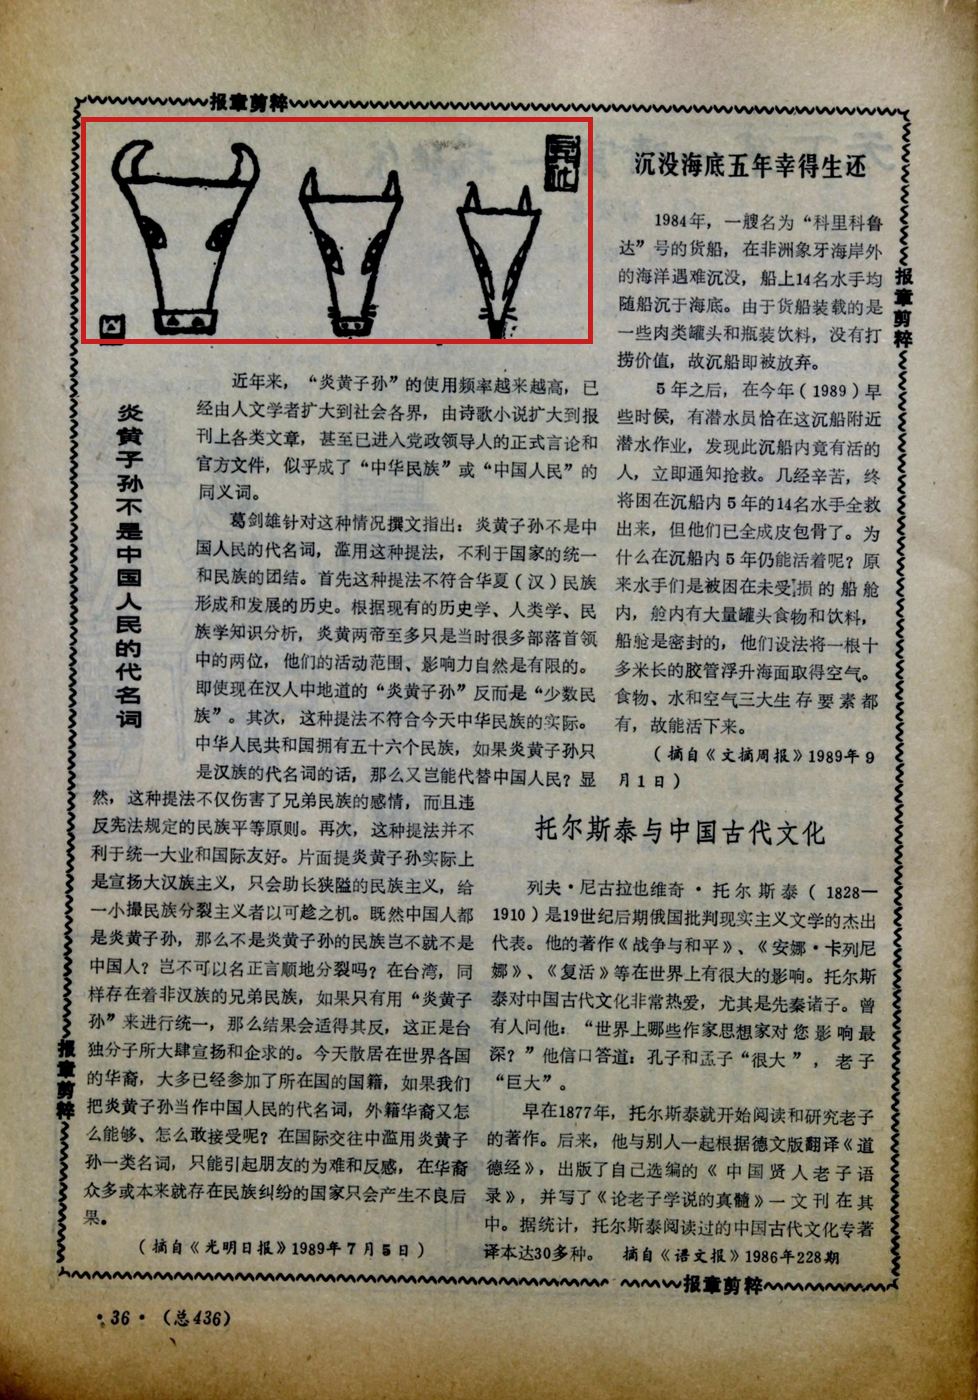 报章剪粹
炎黄子孙不是中国人民的代名词
近年来，“炎黄子孙”的使用频率越来越高，已
经由人文学者扩大到社会各界，由诗歌小说扩大到报
刊上各类文章，甚至已进入党政领导人的正式言论和
官方文件，似乎成了“中华民族”或“中国人民”的
同义词。
葛剑雄针对这种情况撰文指出：炎黄子孙不是中
国人民的代名词，滥用这种提法，不利于国家的统一
和民族的团结。首先这种提法不符合华夏（汉）民族
形成和发展的历史。根据现有的历史学、人类学、民
族学知识分析，炎黄两帝至多只是当时很多部落首领
中的两位，他们的活动范围、影响力自然是有限的。
即使现在汉人中地道的“炎黄子孙”反而是“少数民
族”。其次，这种提法不符合今天中华民族的实际。
中华人民共和国拥有五十六个民族，如果炎黄子孙只
是汉族的代名词的话，那么又岂能代替中国人民？显
然，这种提法不仅伤害了兄弟民族的感情，而且违
反宪法规定的民族平等原则。再次，这种提法并不
利于统一大业和国际友好。片面提炎黄子孙实际上
是宣扬大汉族主义，只会助长狭隘的民族主义，给
一小撮民族分裂主义者以可趁之机。既然中国人都
是炎黄子孙，那么不是炎黄子孙的民族岂不就不是
中国人？岂不可以名正言顺地分裂吗？在台湾，同
样存在着非汉族的兄弟民族，如果只有用“炎黄子
孙”来进行统一，那么结果会适得其反，这正是台
独分子所大肆宣扬和企求的。今天散居在世界各国
的华裔，大多已经参加了所在国的国籍，如果我们
把炎黄子孙当作中国人民的代名词，外籍华裔又怎
么能够、怎么敢接受呢？在国际交往中滥用炎黄子
孙一类名词，只能引起朋友的为难和反感，在华裔
众多或本来就存在民族纠纷的国家只会产生不良后
果。
（摘自《光明日报》1989年7月5日）
沉没海底五年幸得生还
1984年，一艘名为“科里科鲁
达”号的货船，在非洲象牙海岸外
的海洋遇难沉没，船上14名水手均
随船沉于海底。由于货船装载的是
一些肉类罐头和瓶装饮料，没有打
捞价值，故沉船即被放弃。
5年之后，在今年（1989）早
些时候，有潜水员恰在这沉船附近
潜水作业，发现此沉船内竟有活的
人，立即通知抢救。几经辛苦，终
将困在沉船内5年的14名水手全救
出来，但他们已全成皮包骨了。为
什么在沉船内5年仍能活着呢？原
来水手们是被困在未受损的船舱
内，舱内有大量罐头食物和饮料，
船舱是密封的，他们设法将一根十
多米长的胶管浮升海面取得空气。
食物、水和空气三大生存要素都
有，故能活下来。
（摘自《文摘周报》1989年9
月1日）
报章剪粹
托尔斯泰与中国古代文化
列夫·尼古拉也维奇·托尔斯泰（1828—
1910）是19世纪后期俄国批判现实主义文学的杰出
代表。他的著作《战争与和平》、《安娜·卡列尼
娜》、《复活》等在世界上有很大的影响。托尔斯
泰对中国古代文化非常热爱，尤其是先秦诸子。曾
有人问他：“世界上哪些作家思想家对您影响最
深？”他信口答道：孔子和孟子“很大”，老子
“巨大”。
早在1877年，托尔斯泰就开始阅读和研究老子
的著作。后来，他与别人一起根据德文版翻译《道
德经》，出版了自己选编的《中国贤人老子语
录》，并写了《论老子学说的真髓》一文刊在其
中。据统计，托尔斯泰阅读过的中国古代文化专著
译本达30多种。 摘自《语文报》1986年228期
报章剪粹
报章剪粹
·36·（总436）